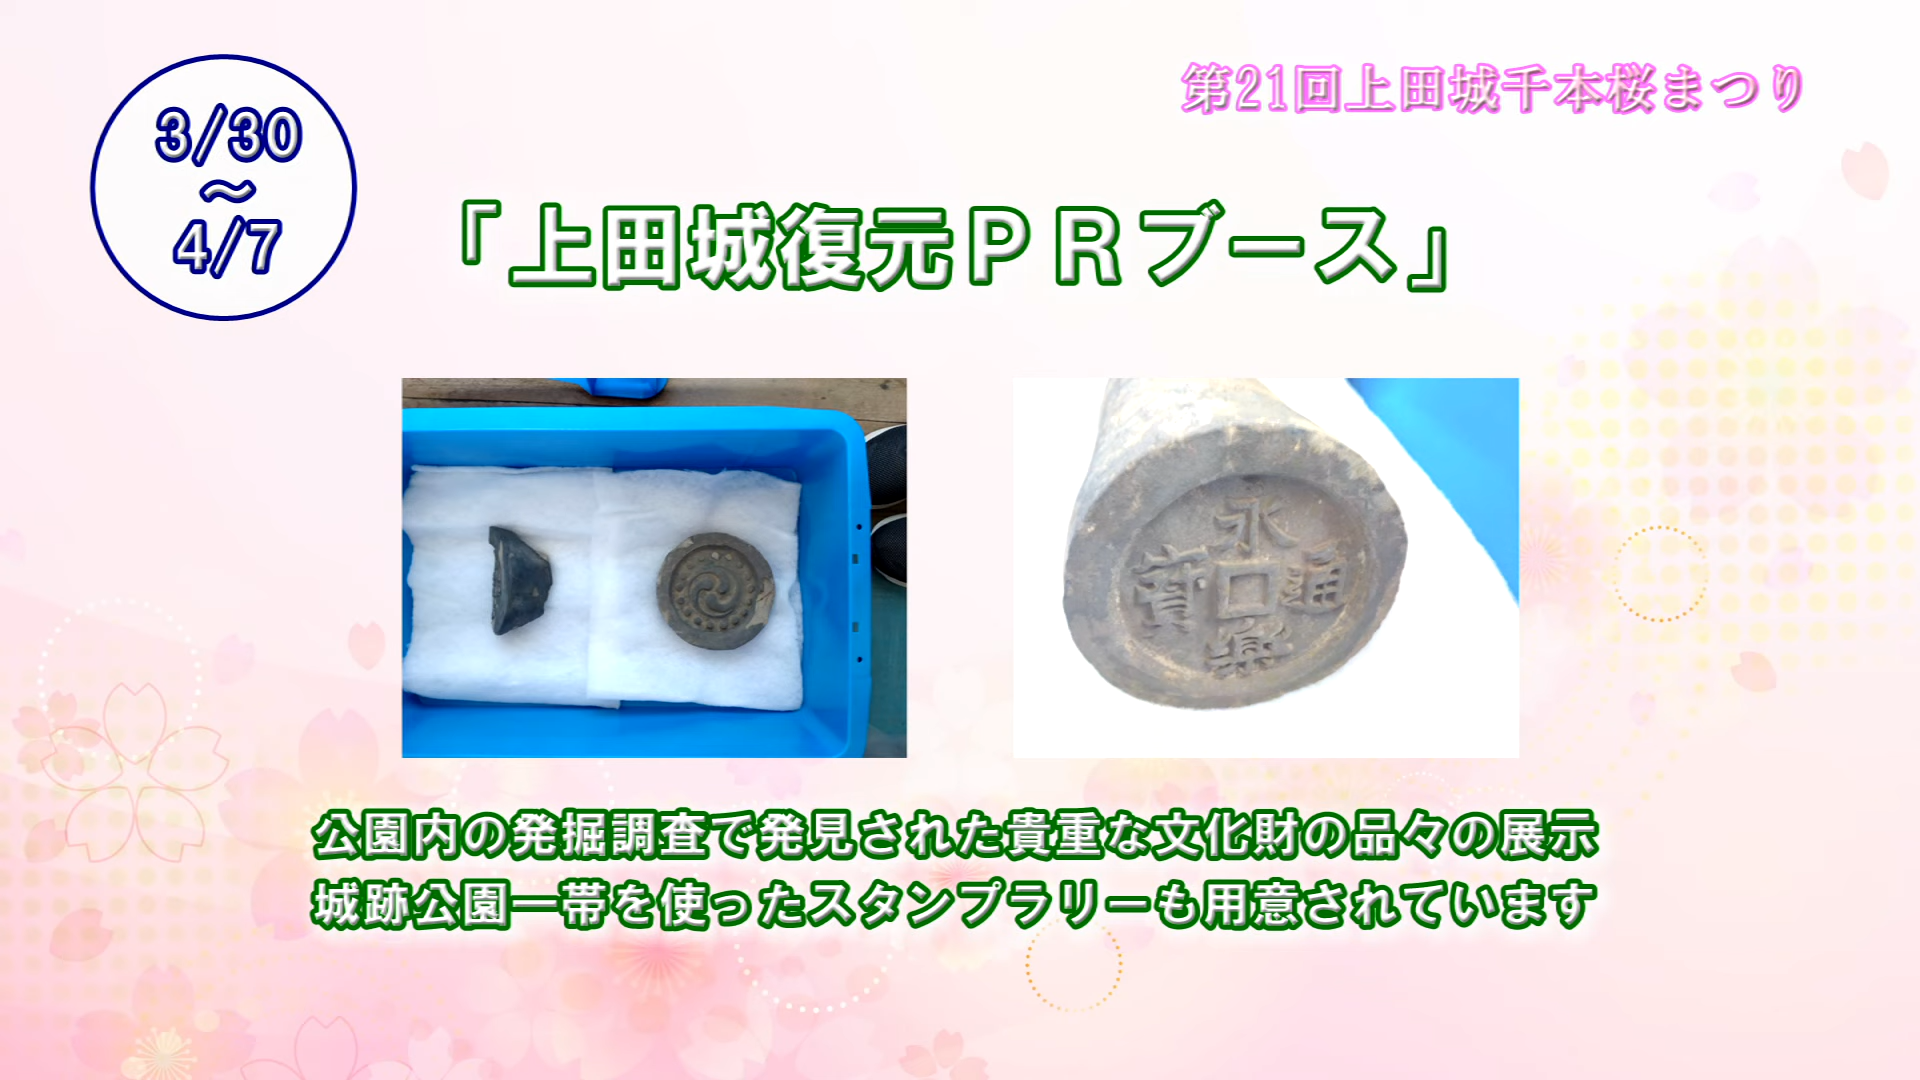 第21回上田城千本桜まつり
3/30
～
4/7
「上田城復元ＰＲブース」
永
寳 通
樂
公園内の発掘調査で発見された貴重な文化財の品々の展示
城跡公園一帯を使ったスタンプラリーも用意されています